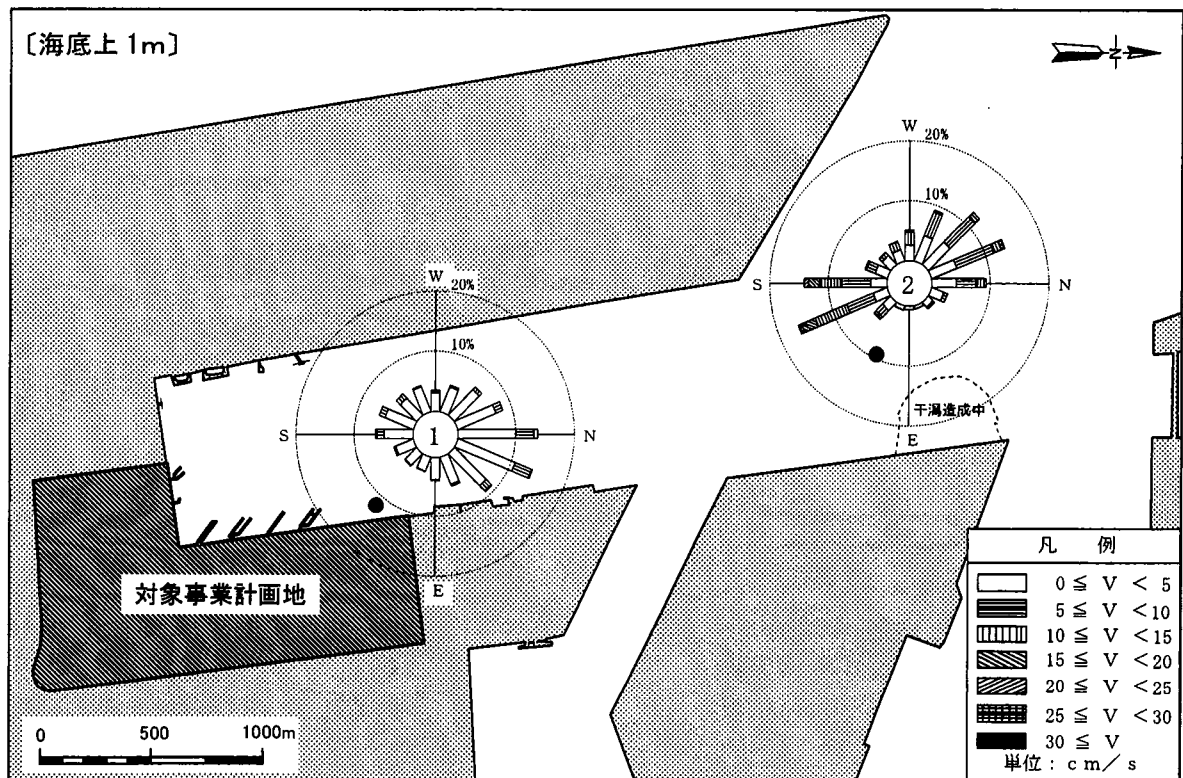 〔海底上 1m〕
N
W
20%
10%
S
2
N
干潟造成中
E
W
20%
10%
S
1
N
E
対象事業計画地
0 500 1000m
凡 例
0 ≦ V < 5
5 ≦ V < 10
10 ≦ V < 15
15 ≦ V < 20
20 ≦ V < 25
25 ≦ V < 30
30 ≦ V
単位 : c m / s